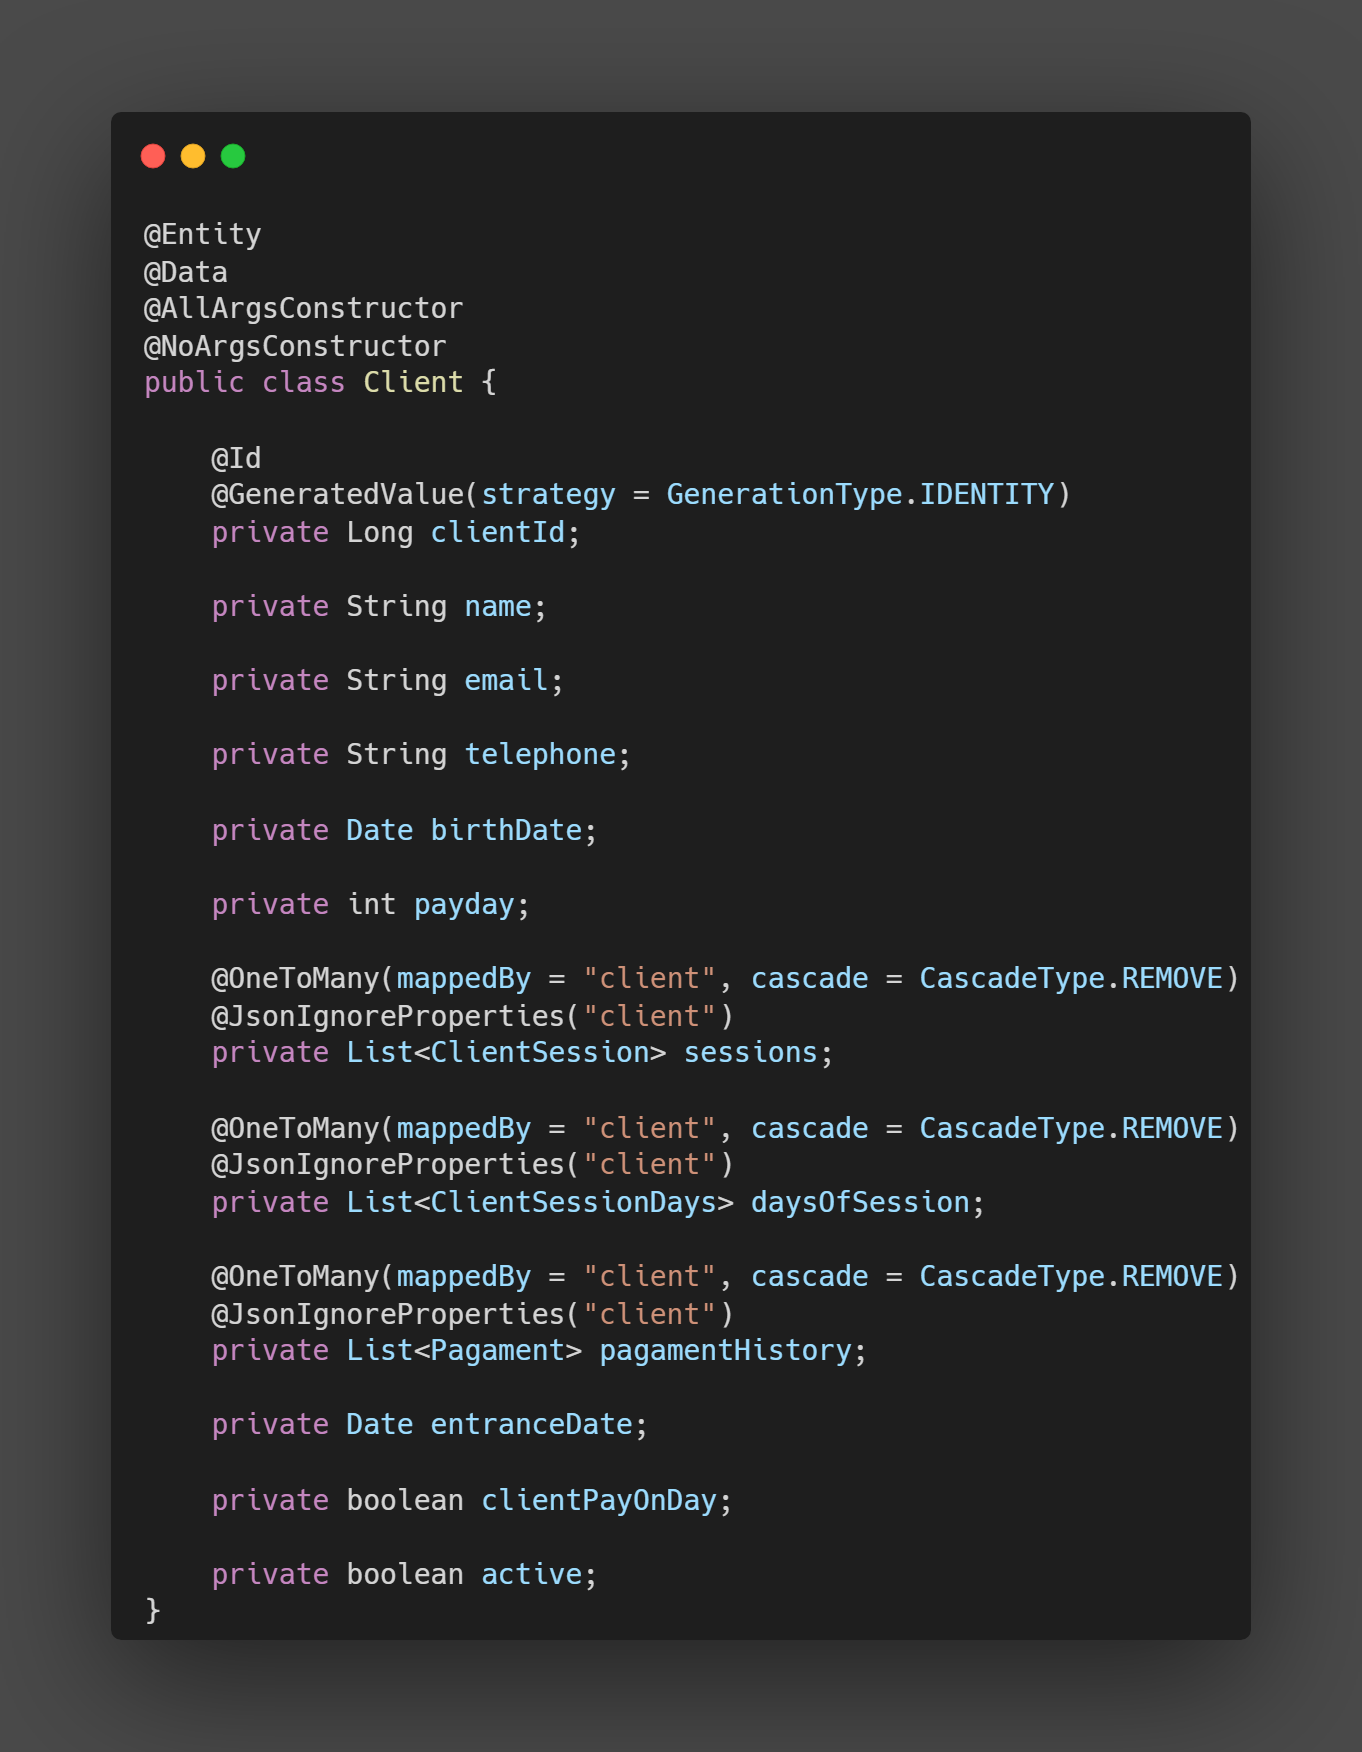 @Entity
@Data
@AllArgsConstructor
@NoArgsConstructor
public class Client {
@Id
@GeneratedValue(strategy = GenerationType.IDENTITY)
private Long clientId;
private String name;
private String email;
private String telephone;
private Date birthDate;
private int payday;
@OneToMany(mappedBy = "client", cascade = CascadeType.REMOVE)
@JsonIgnoreProperties("client")
private List<ClientSession> sessions;
@OneToMany(mappedBy = "client", cascade = CascadeType.REMOVE)
@JsonIgnoreProperties("client")
private List<ClientSessionDays> daysOfSession;
@OneToMany(mappedBy = "client", cascade = CascadeType.REMOVE)
@JsonIgnoreProperties("client")
private List<Pagament> pagamentHistory;
private Date entranceDate;
private boolean clientPayOnDay;
private boolean active;
}